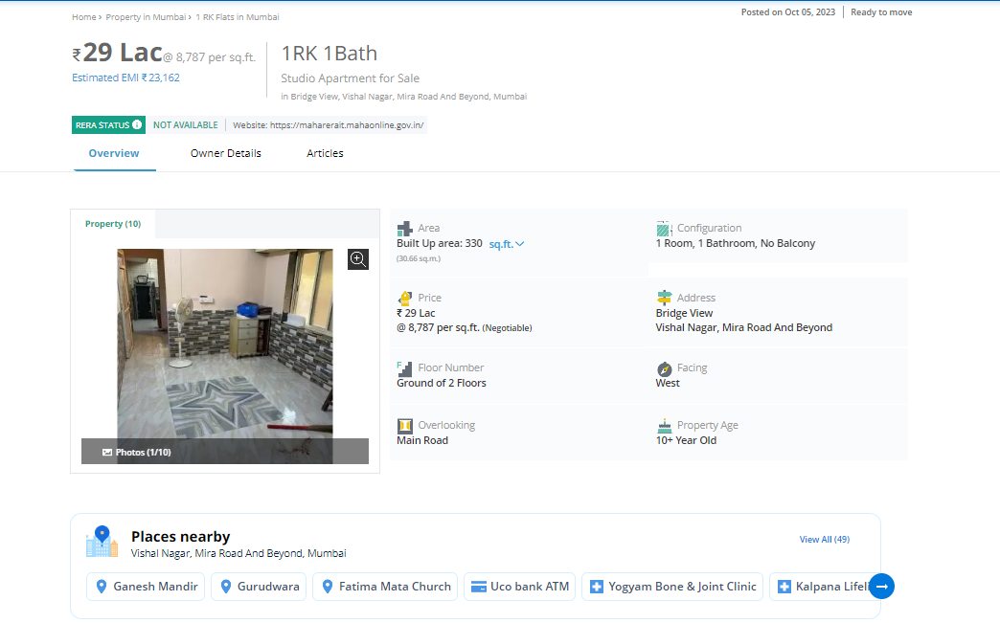 Home › Property in Mumbai › 1 RK Flats in Mumbai
Posted on Oct 05, 2023 | Ready to move
₹29 Lac@ 8,787 per sq.ft.
Estimated EMI ₹23,162
1RK 1Bath
Studio Apartment for Sale
in Bridge View, Vishal Nagar, Mira Road And Beyond, Mumbai
RERA STATUS NOT AVAILABLE | Website: https://maharerait.mahaonline.gov.in/
Overview Owner Details Articles
Property (10)
Photos (1/10)
Area
Built Up area: 330 sq.ft.
(30.66 sq.m.)
Configuration
1 Room, 1 Bathroom, No Balcony
Price
₹ 29 Lac
@ 8,787 per sq.ft. (Negotiable)
Address
Bridge View
Vishal Nagar, Mira Road And Beyond
Floor Number
Ground of 2 Floors
Facing
West
Overlooking
Main Road
Property Age
10+ Year Old
Places nearby
Vishal Nagar, Mira Road And Beyond, Mumbai
View All (49)
Ganesh Mandir Gurudwara Fatima Mata Church Uco bank ATM Yogyam Bone & Joint Clinic Kalpana Lifeli